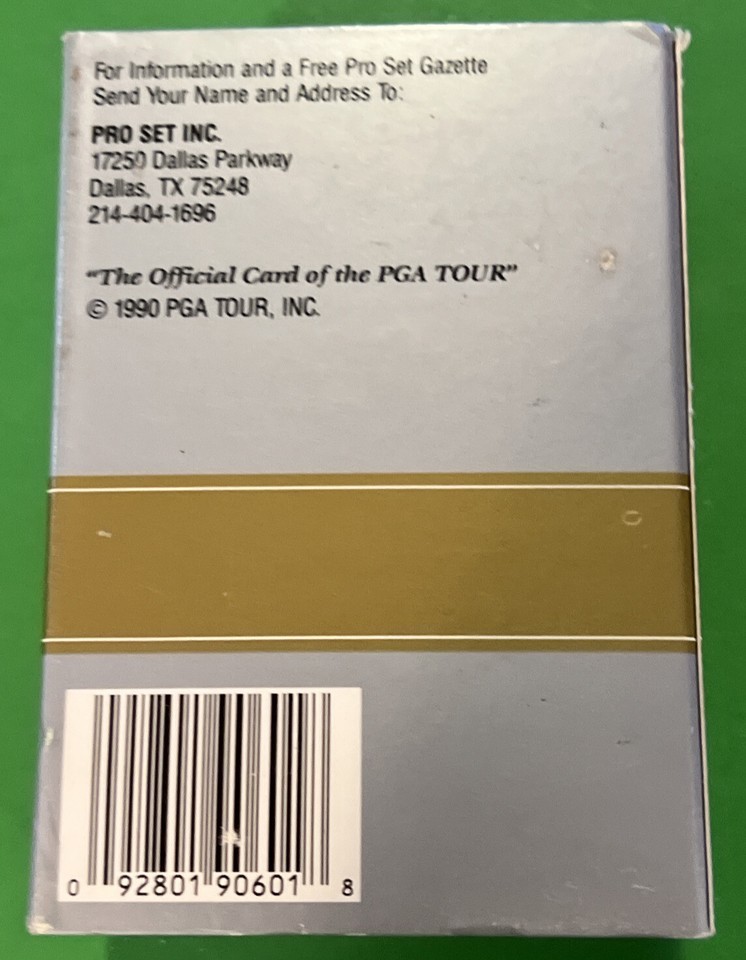 For Information and a Free Pro Set Gazette
Send Your Name and Address To:
PRO SET INC.
17250 Dallas Parkway
Dallas, TX 75248
214-404-1696
“The Official Card of the PGA TOUR”
© 1990 PGA TOUR, INC.
0 92801 90601 8